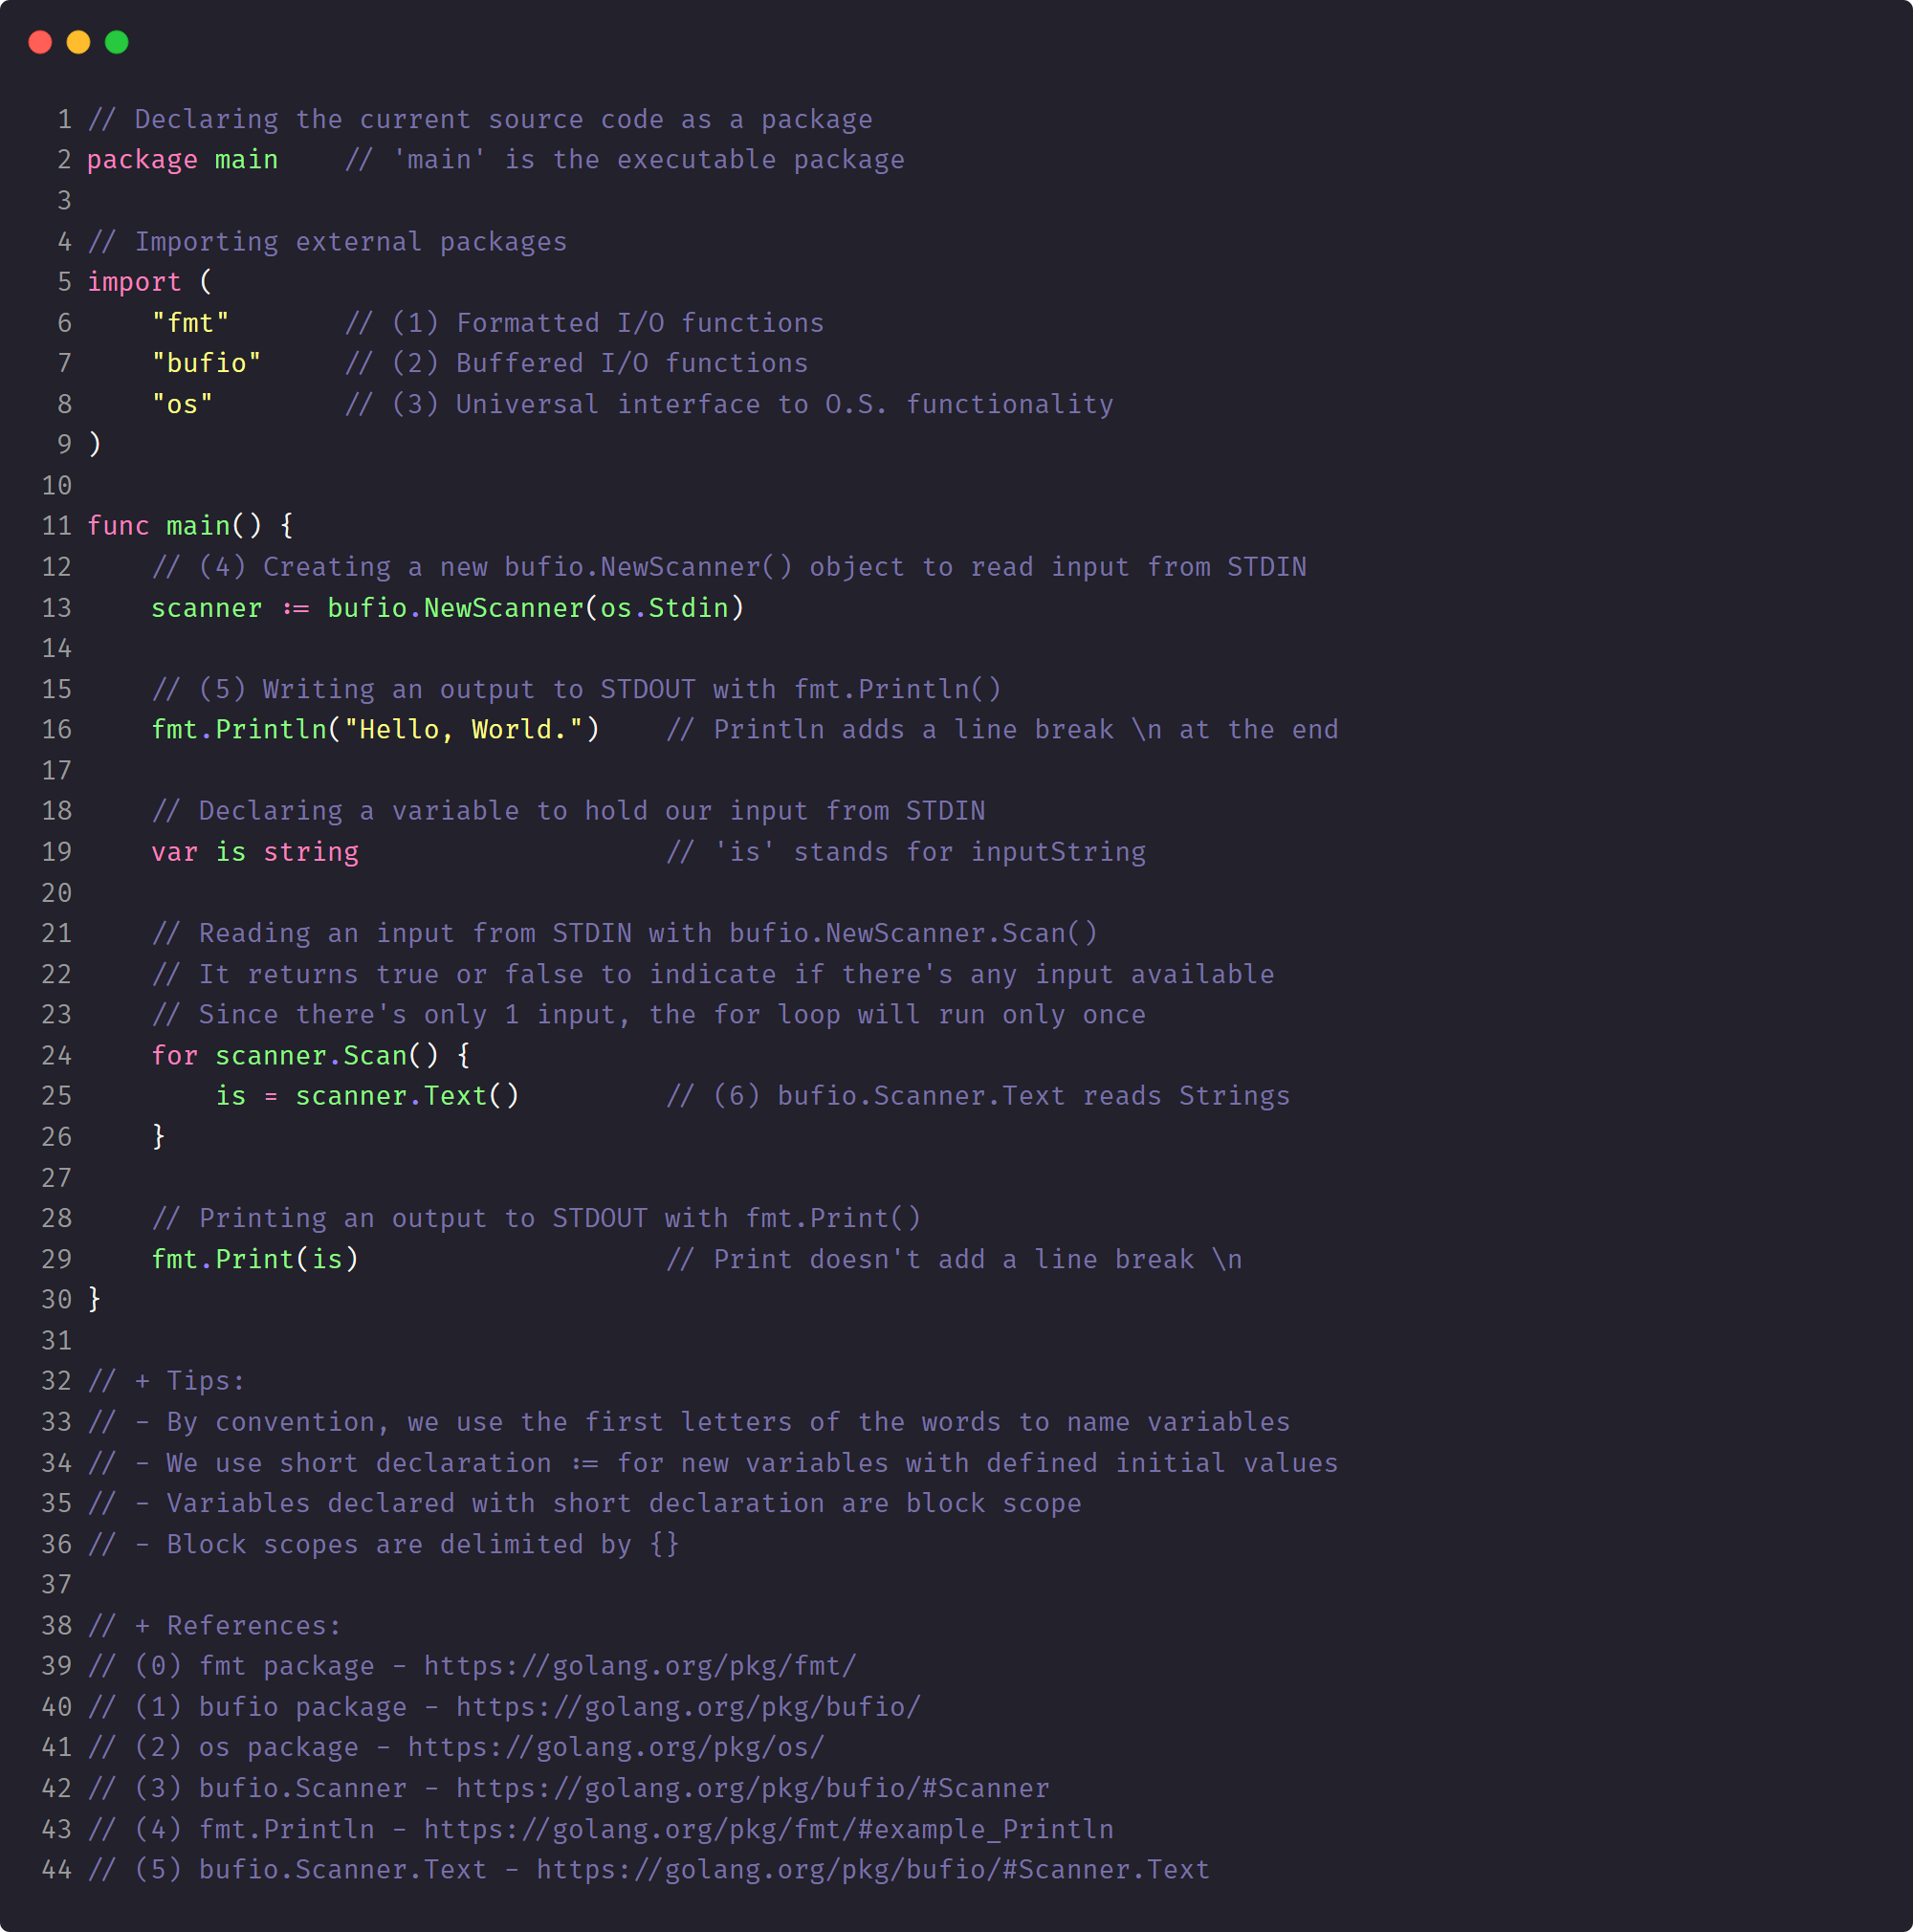 1 // Declaring the current source code as a package
2 package main    // 'main' is the executable package
3
4 // Importing external packages
5 import (
6     "fmt"       // (1) Formatted I/O functions
7     "bufio"     // (2) Buffered I/O functions
8     "os"        // (3) Universal interface to O.S. functionality
9 )
10
11 func main() {
12     // (4) Creating a new bufio.NewScanner() object to read input from STDIN
13     scanner := bufio.NewScanner(os.Stdin)
14
15     // (5) Writing an output to STDOUT with fmt.Println()
16     fmt.Println("Hello, World.")    // Println adds a line break \n at the end
17
18     // Declaring a variable to hold our input from STDIN
19     var is string                   // 'is' stands for inputString
20
21     // Reading an input from STDIN with bufio.NewScanner.Scan()
22     // It returns true or false to indicate if there's any input available
23     // Since there's only 1 input, the for loop will run only once
24     for scanner.Scan() {
25         is = scanner.Text()         // (6) bufio.Scanner.Text reads Strings
26     }
27
28     // Printing an output to STDOUT with fmt.Print()
29     fmt.Print(is)                   // Print doesn't add a line break \n
30 }
31
32 // + Tips:
33 // - By convention, we use the first letters of the words to name variables
34 // - We use short declaration := for new variables with defined initial values
35 // - Variables declared with short declaration are block scope
36 // - Block scopes are delimited by {}
37
38 // + References:
39 // (0) fmt package - https://golang.org/pkg/fmt/
40 // (1) bufio package - https://golang.org/pkg/bufio/
41 // (2) os package - https://golang.org/pkg/os/
42 // (3) bufio.Scanner - https://golang.org/pkg/bufio/#Scanner
43 // (4) fmt.Println - https://golang.org/pkg/fmt/#example_Println
44 // (5) bufio.Scanner.Text - https://golang.org/pkg/bufio/#Scanner.Text